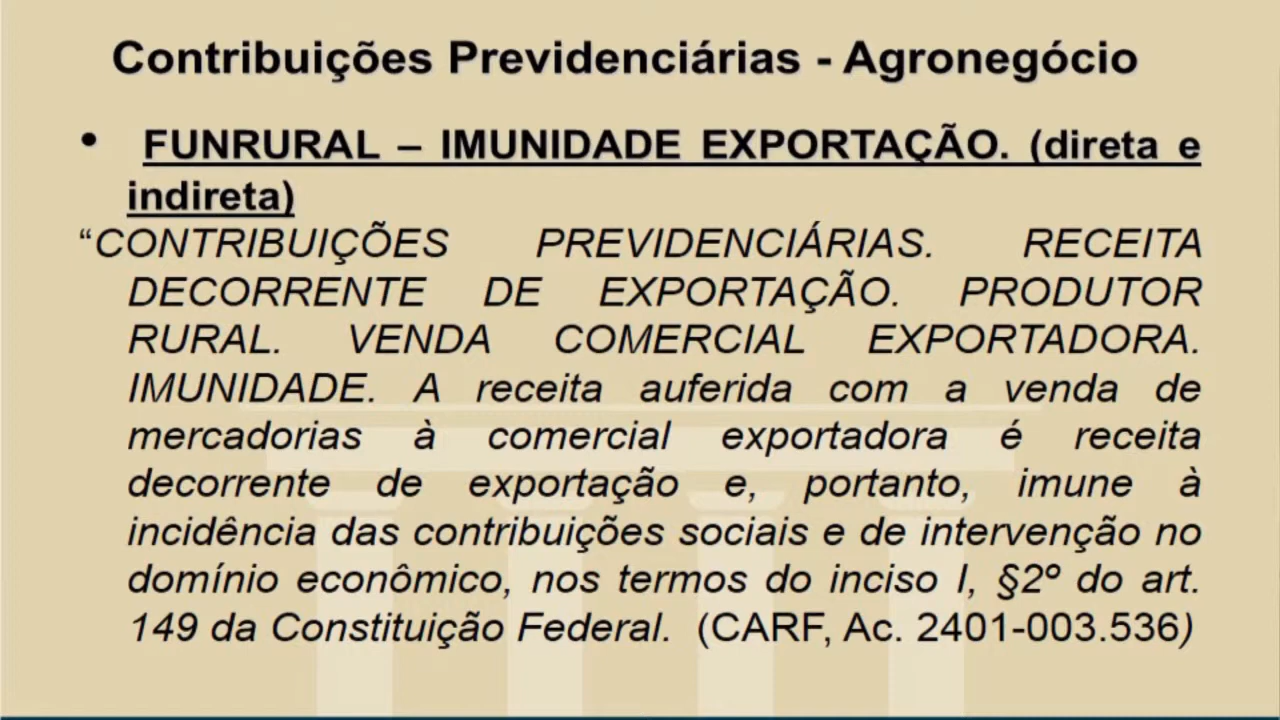 Contribuições Previdenciárias - Agronegócio
• FUNRURAL – IMUNIDADE EXPORTAÇÃO. (direta e
indireta)
“CONTRIBUIÇÕES PREVIDENCIÁRIAS. RECEITA
DECORRENTE DE EXPORTAÇÃO. PRODUTOR
RURAL. VENDA COMERCIAL EXPORTADORA.
IMUNIDADE. A receita auferida com a venda de
mercadorias à comercial exportadora é receita
decorrente de exportação e, portanto, imune à
incidência das contribuições sociais e de intervenção no
domínio econômico, nos termos do inciso I, §2º do art.
149 da Constituição Federal. (CARF, Ac. 2401-003.536)